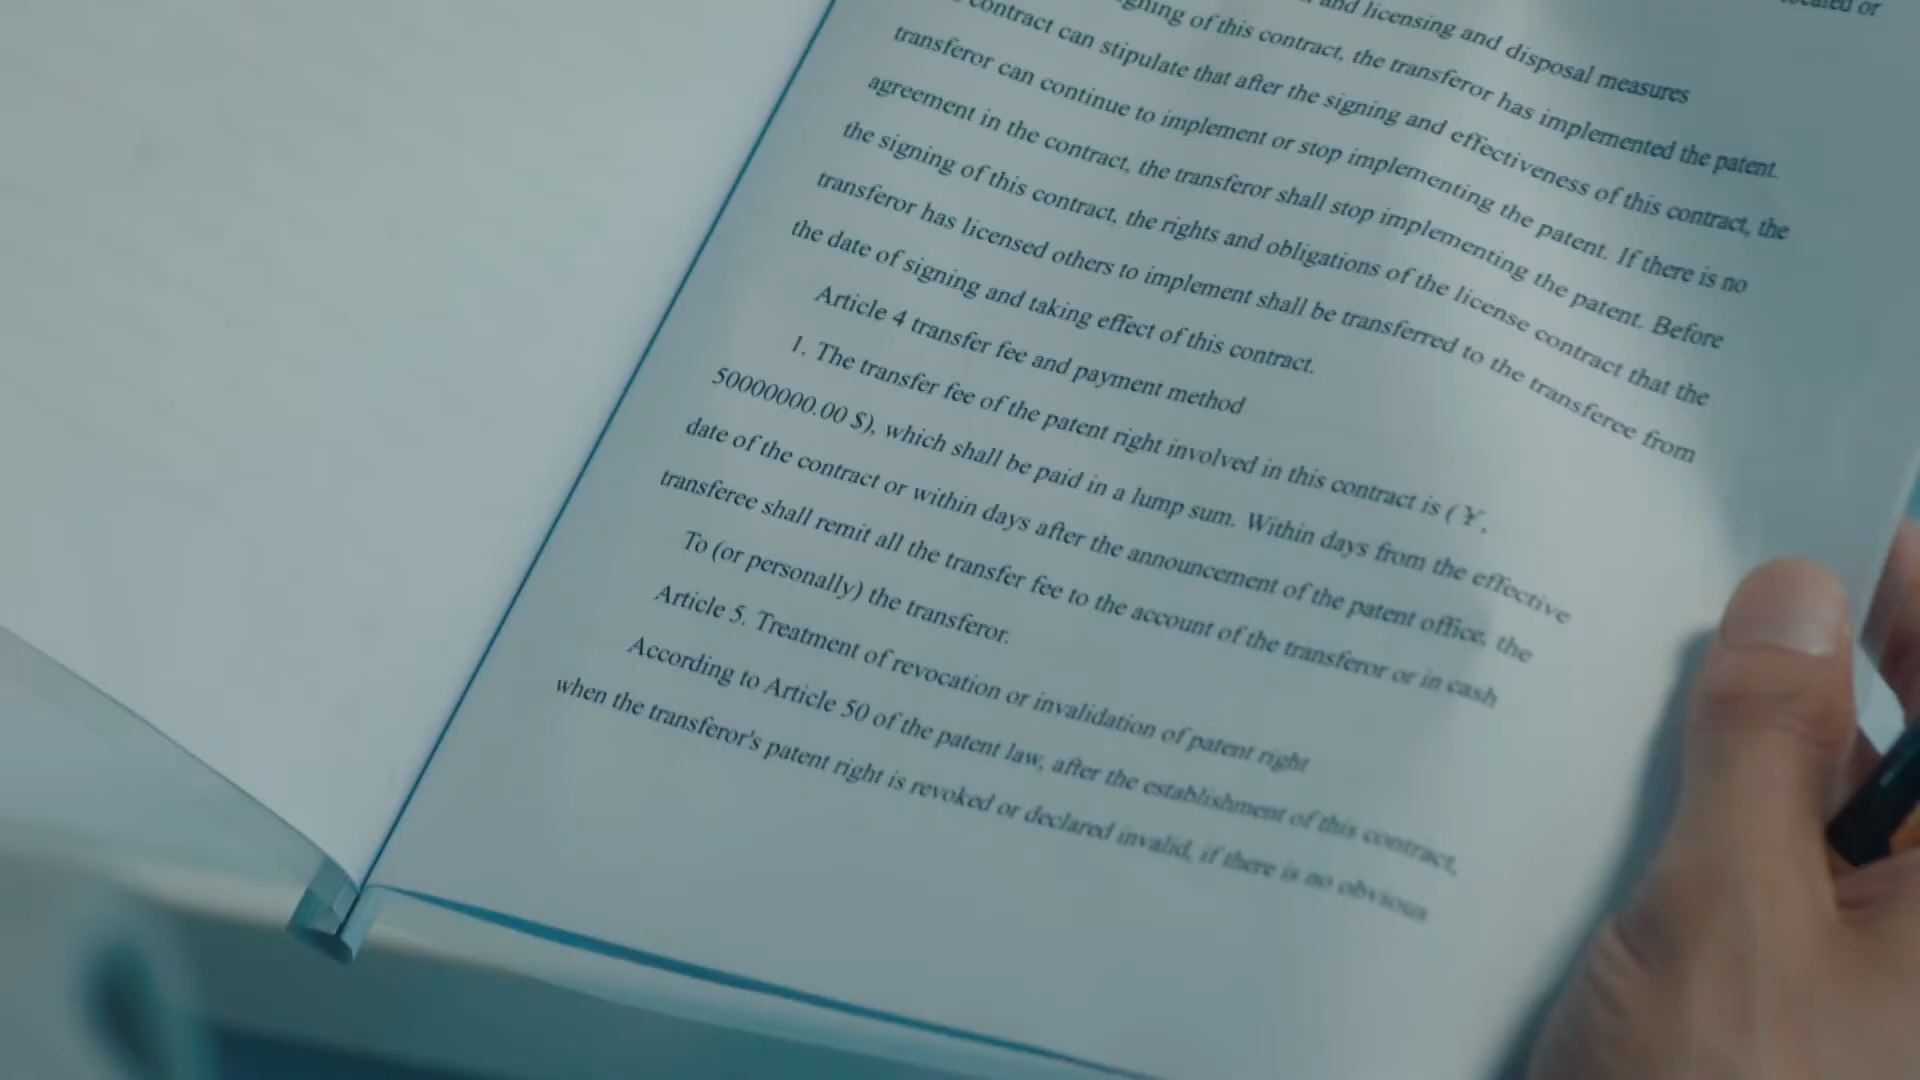 or
and licensing and disposal measures
of this contract, the transferor has implemented the patent.
contract can stipulate that after the signing and effectiveness of this contract, the
transferor can continue to implement or stop implementing the patent. If there is no
agreement in the contract, the transferor shall stop implementing the patent. Before
the signing of this contract, the rights and obligations of the license contract that the
transferor has licensed others to implement shall be transferred to the transferee from
the date of signing and taking effect of this contract.
Article 4 transfer fee and payment method
1. The transfer fee of the patent right involved in this contract is ( ¥,
50000000.00 $), which shall be paid in a lump sum. Within days from the effective
date of the contract or within days after the announcement of the patent office, the
transferee shall remit all the transfer fee to the account of the transferor or in cash
To (or personally) the transferor.
Article 5. Treatment of revocation or invalidation of patent right
According to Article 50 of the patent law, after the establishment of this contract,
when the transferor's patent right is revoked or declared invalid, if there is no obvious